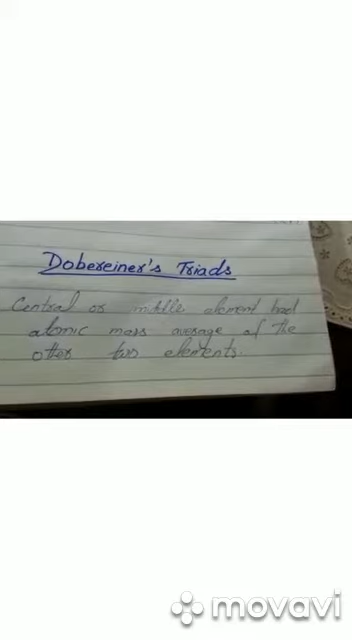 Dobereiner's Triads
Central or middle element had
atomic mass average of the
other two elements.
movavi